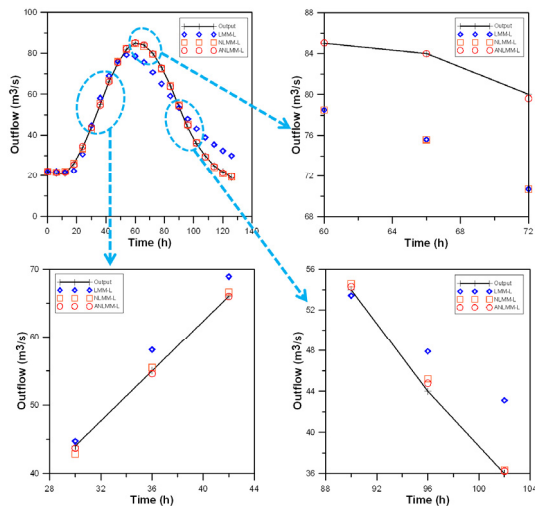 Outflow (m3/s)
100
80
60
40
20
0
0
20
40
60
80
100
120
140
Time (h)
Output
LMM-L
NLMM-L
ANLMM-L
Outflow (m3/s)
88
84
80
76
72
68
60
64
68
72
Time (h)
Output
LMM-L
NLMM-L
ANLMM-L
Outflow (m3/s)
70
60
50
40
28
32
36
40
44
Time (h)
Output
LMM-L
NLMM-L
ANLMM-L
Outflow (m3/s)
56
52
48
44
40
36
88
92
96
100
104
Time (h)
Output
LMM-L
NLMM-L
ANLMM-L